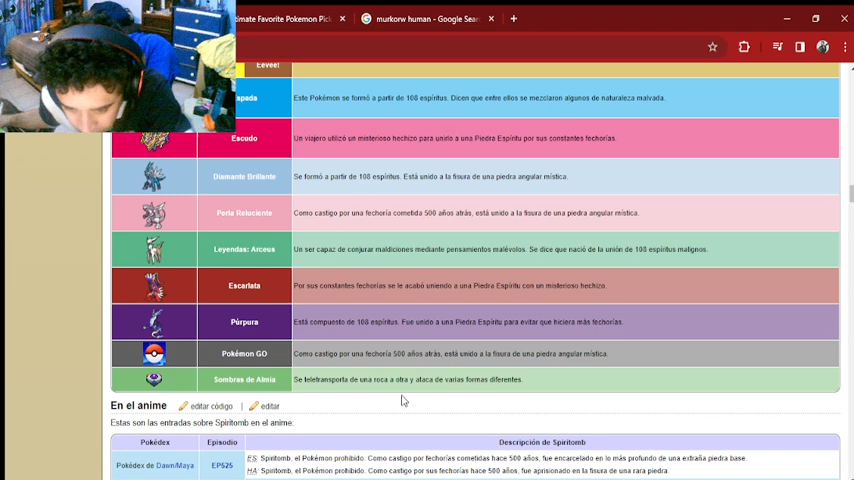 timate Favorite Pokemon Pick
murkorw human - Google Sear
Eevee!
spada
Este Pokémon se formó a partir de 108 espíritus. Dicen que entre ellos se mezclaron algunos de naturaleza malvada.
Escudo
Un viajero utilizó un misterioso hechizo para unirlo a una Piedra Espíritu por sus constantes fechorías.
Diamante Brillante
Se formó a partir de 108 espíritus. Está unido a la fisura de una piedra angular mística.
Perla Reluciente
Como castigo por una fechoría cometida 500 años atrás, está unido a la fisura de una piedra angular mística.
Leyendas: Arceus
Un ser capaz de conjurar maldiciones mediante pensamientos malévolos. Se dice que nació de la unión de 108 espíritus malignos.
Escarlata
Por sus constantes fechorías se le acabó uniendo a una Piedra Espíritu con un misterioso hechizo.
Púrpura
Está compuesto de 108 espíritus. Fue unido a una Piedra Espíritu para evitar que hiciera más fechorías.
Pokémon GO
Como castigo por una fechoría 500 años atrás, está unido a la fisura de una piedra angular mística.
Sombras de Almia
Se teletransporta de una roca a otra y ataca de varias formas diferentes.
En el anime editar código | editar
Estas son las entradas sobre Spiritomb en el anime:
Pokédex Episodio Descripción de Spiritomb
Pokédex de Dawn/Maya EP525
ES: Spiritomb, el Pokémon prohibido. Como castigo por fechorías cometidas hace 500 años, fue encarcelado en lo más profundo de una extraña piedra base.
HA: Spiritomb, el Pokémon prohibido. Como castigo por sus fechorías hace 500 años, fue aprisionado en la fisura de una rara piedra.